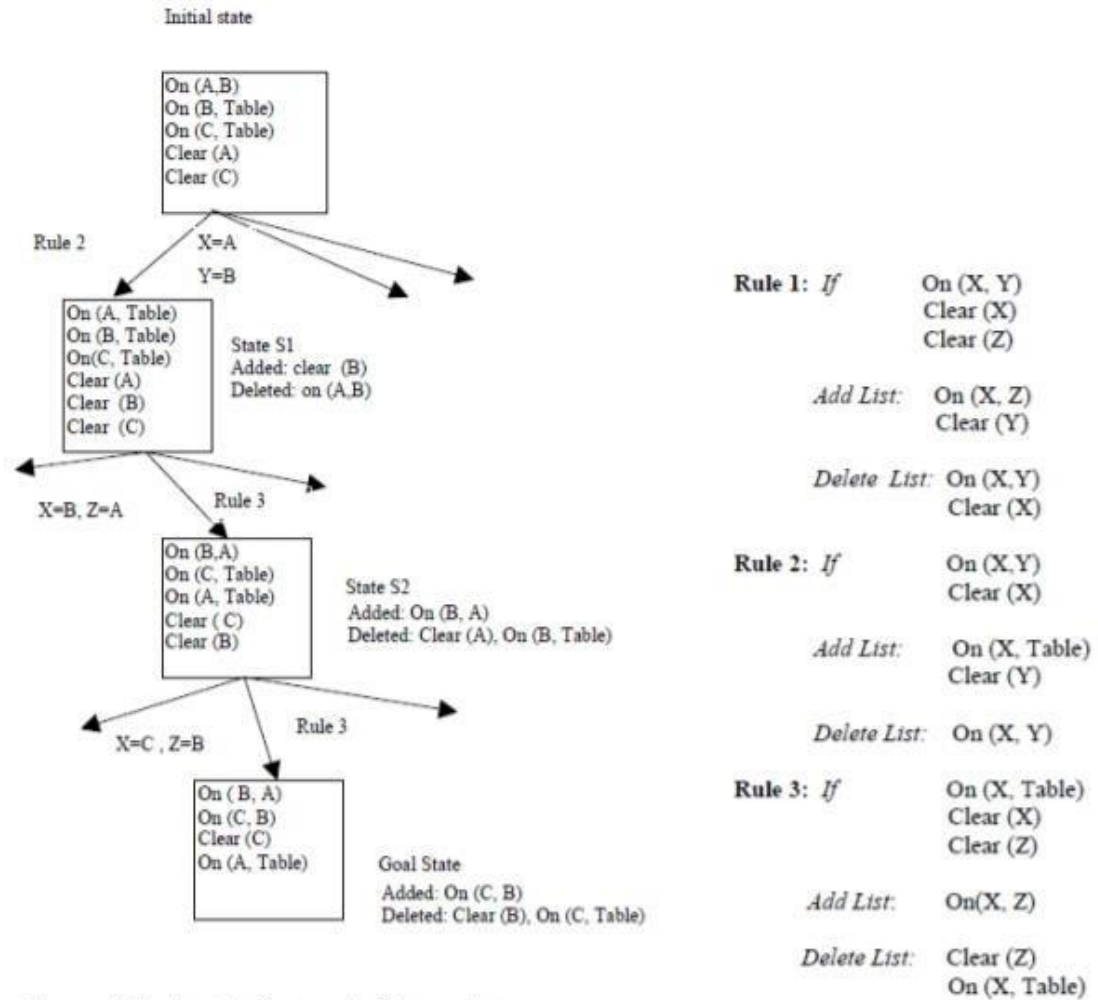 Initial state
On (A,B)
On (B, Table)
On (C, Table)
Clear (A)
Clear (C)
Rule 2
X=A
Y=B
On (A, Table)
On (B, Table)
On(C, Table)
Clear (A)
Clear (B)
Clear (C)
State S1
Added: clear (B)
Deleted: on (A,B)
X=B, Z=A
Rule 3
On (B,A)
On (C, Table)
On (A, Table)
Clear ( C)
Clear (B)
State S2
Added: On (B, A)
Deleted: Clear (A), On (B, Table)
X=C , Z=B
Rule 3
On ( B, A)
On (C, B)
Clear (C)
On (A, Table)
Goal State
Added: On (C, B)
Deleted: Clear (B), On (C, Table)
Rule 1: If On (X, Y)
Clear (X)
Clear (Z)
Add List: On (X, Z)
Clear (Y)
Delete List: On (X,Y)
Clear (X)
Rule 2: If On (X,Y)
Clear (X)
Add List: On (X, Table)
Clear (Y)
Delete List: On (X, Y)
Rule 3: If On (X, Table)
Clear (X)
Clear (Z)
Add List: On(X, Z)
Delete List: Clear (Z)
On (X, Table)